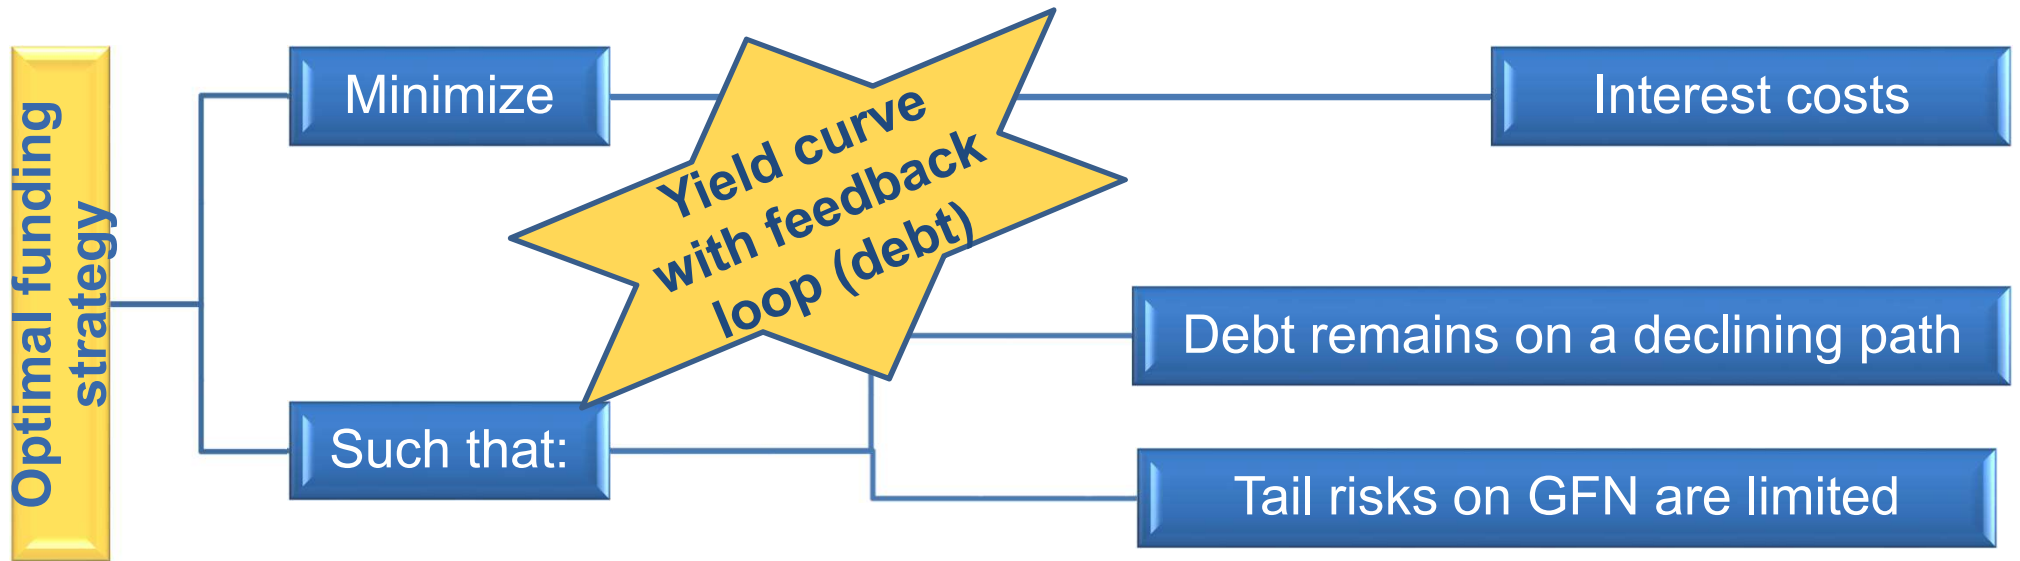 Optimal funding
strategy
Minimize
Yield curve
with feedback
loop (debt)
Interest costs
Such that:
Debt remains on a declining path
Tail risks on GFN are limited